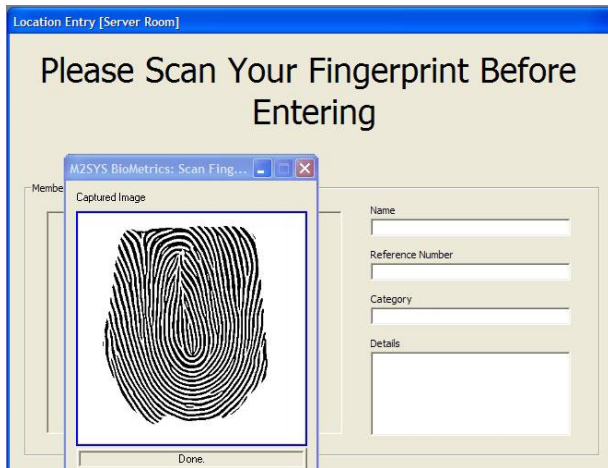 Location Entry [Server Room]
Please Scan Your Fingerprint Before
Entering
M2SYS BioMetrics: Scan Fing...
Captured Image
Done.
Name
Reference Number
Category
Details